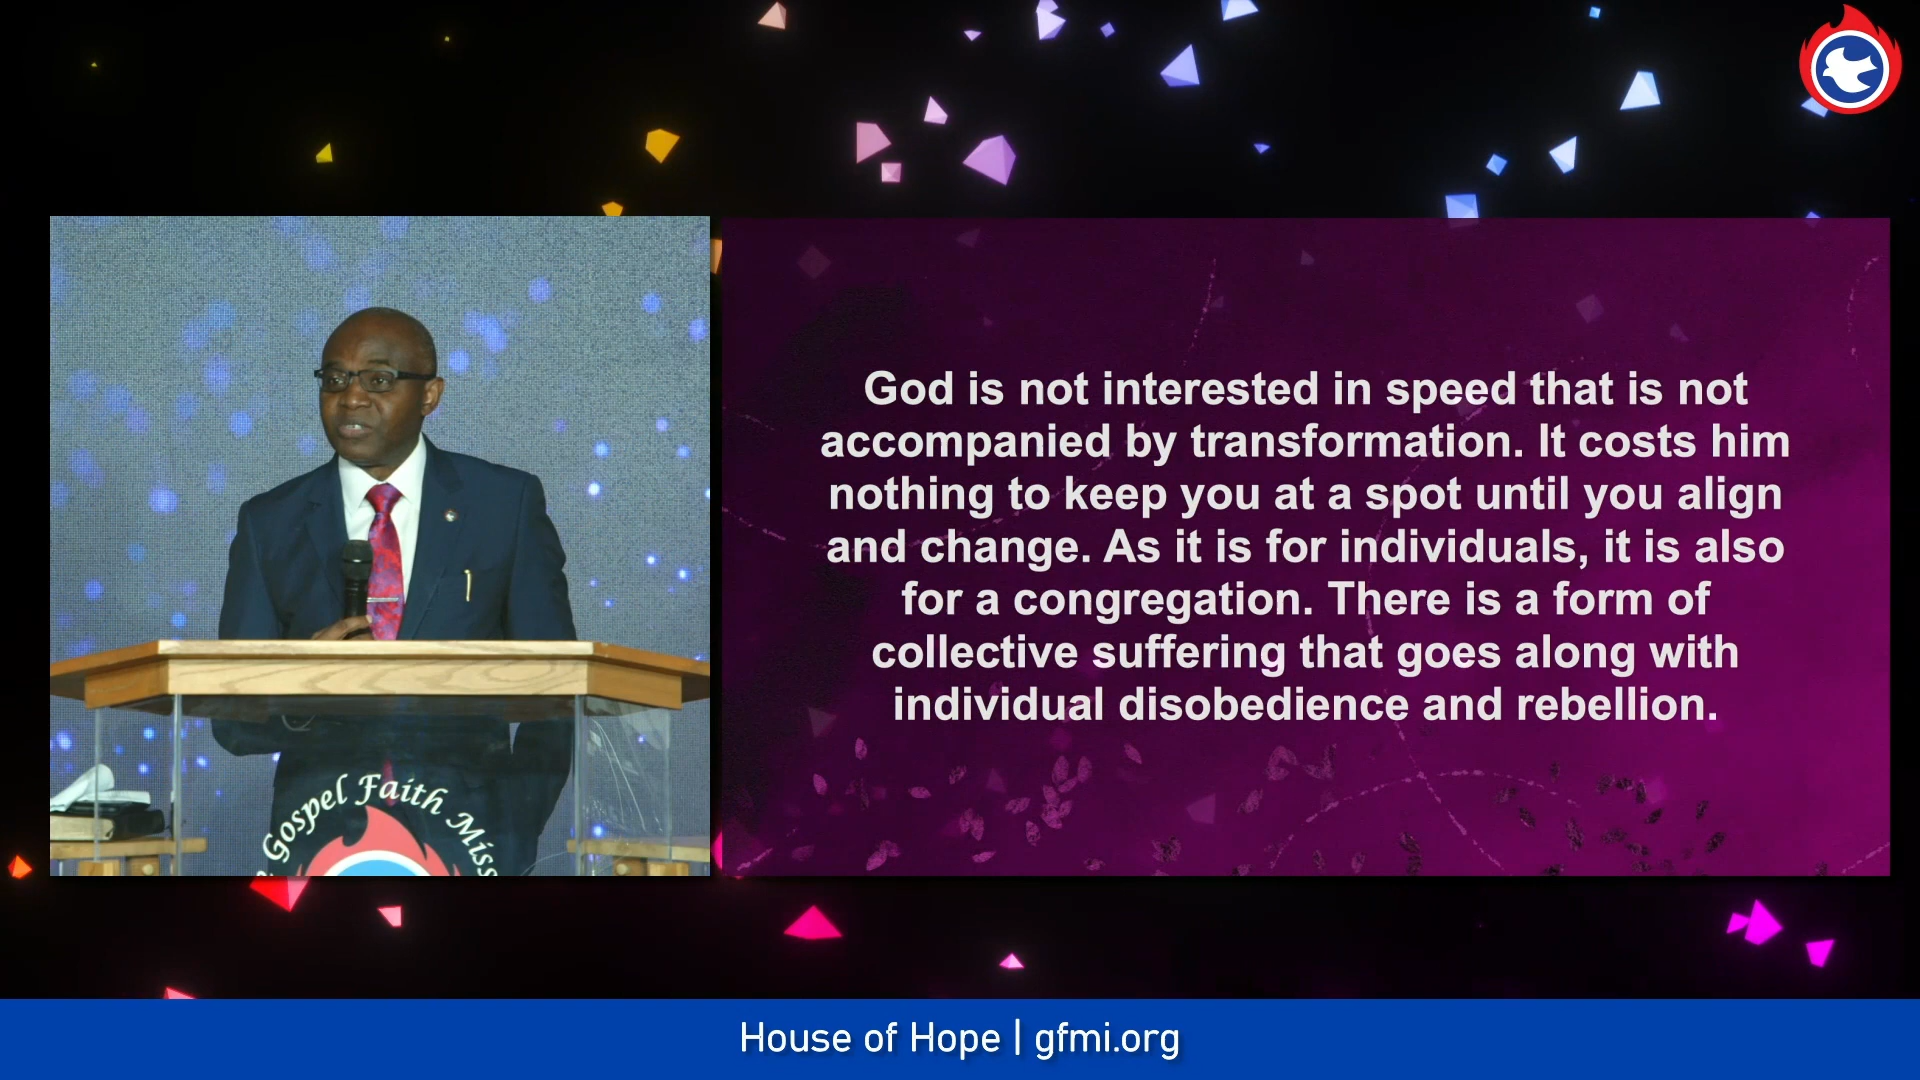 God is not interested in speed that is not
accompanied by transformation. It costs him
nothing to keep you at a spot until you align
and change. As it is for individuals, it is also
for a congregation. There is a form of
collective suffering that goes along with
individual disobedience and rebellion.
Gospel Faith Miss
House of Hope | gfmi.org